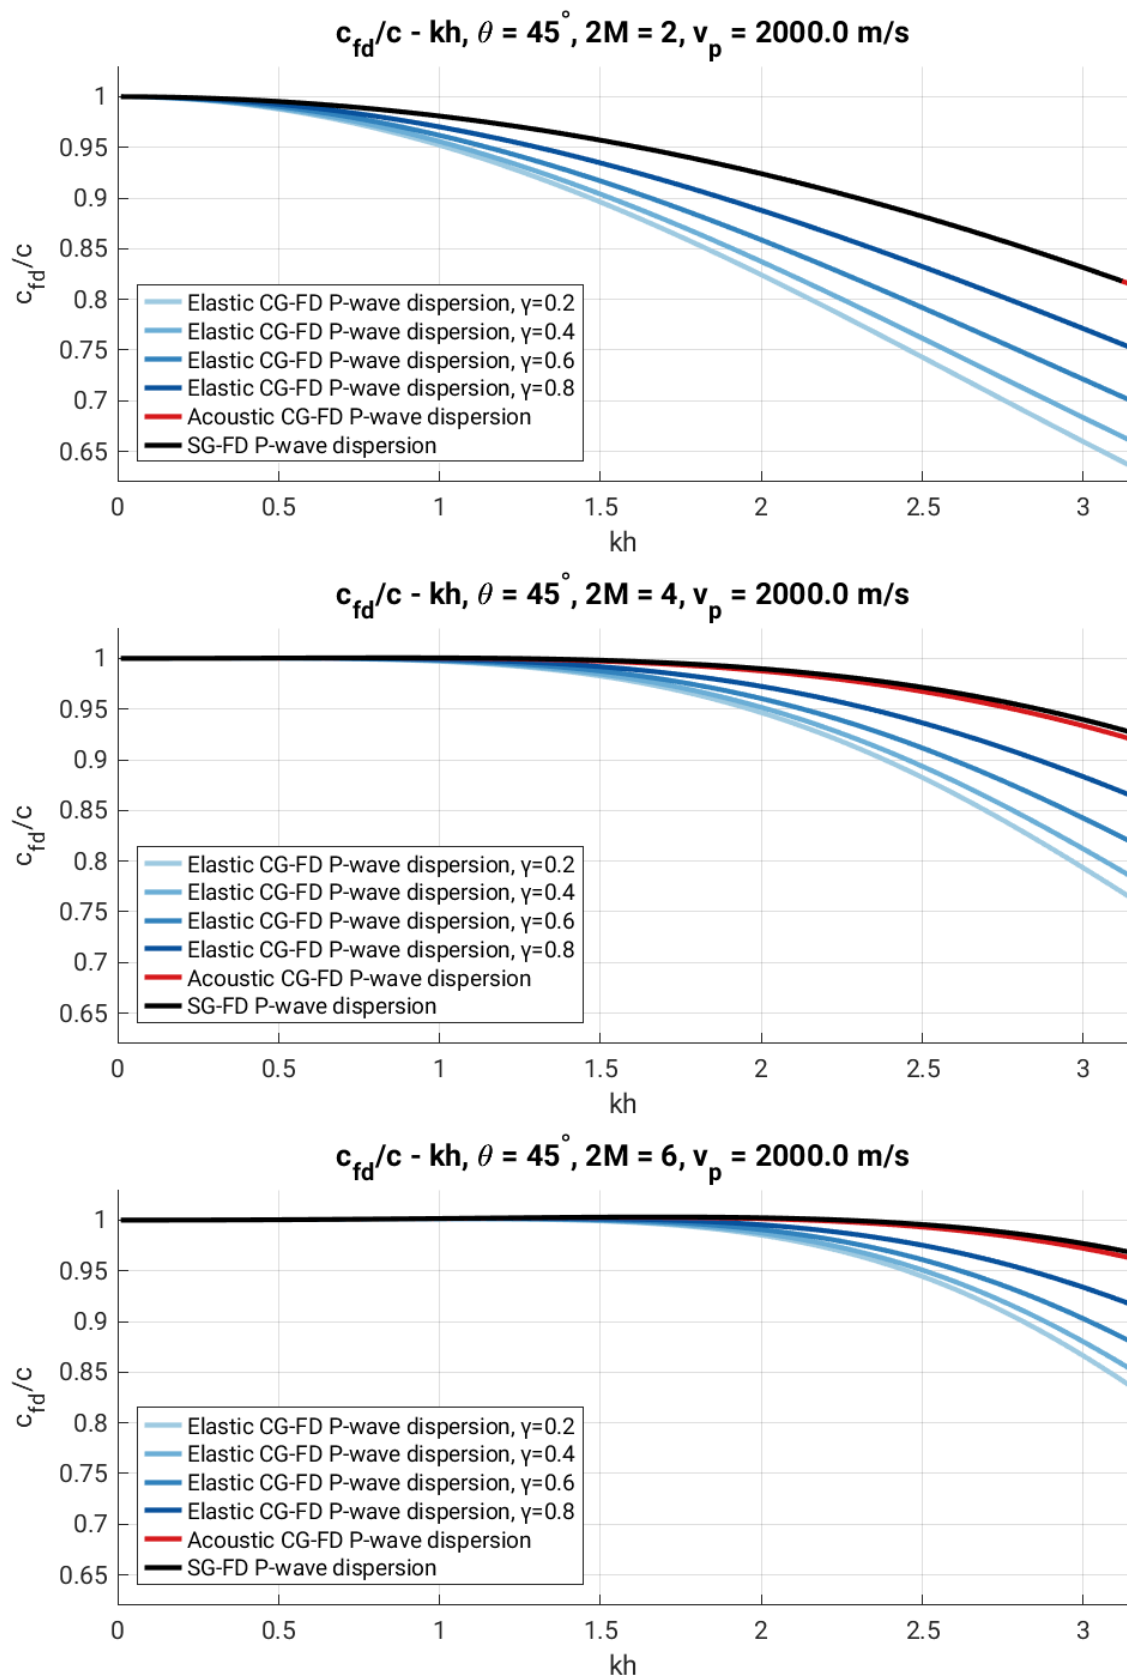 c_fd/c - kh, θ = 45°, 2M = 2, v_p = 2000.0 m/s
1
0.95
0.9
0.85
0.8
0.75
0.7
0.65
c_fd/c
Elastic CG-FD P-wave dispersion, γ=0.2
Elastic CG-FD P-wave dispersion, γ=0.4
Elastic CG-FD P-wave dispersion, γ=0.6
Elastic CG-FD P-wave dispersion, γ=0.8
Acoustic CG-FD P-wave dispersion
SG-FD P-wave dispersion
0 0.5 1 1.5 2 2.5 3
kh
c_fd/c - kh, θ = 45°, 2M = 4, v_p = 2000.0 m/s
1
0.95
0.9
0.85
0.8
0.75
0.7
0.65
c_fd/c
Elastic CG-FD P-wave dispersion, γ=0.2
Elastic CG-FD P-wave dispersion, γ=0.4
Elastic CG-FD P-wave dispersion, γ=0.6
Elastic CG-FD P-wave dispersion, γ=0.8
Acoustic CG-FD P-wave dispersion
SG-FD P-wave dispersion
0 0.5 1 1.5 2 2.5 3
kh
c_fd/c - kh, θ = 45°, 2M = 6, v_p = 2000.0 m/s
1
0.95
0.9
0.85
0.8
0.75
0.7
0.65
c_fd/c
Elastic CG-FD P-wave dispersion, γ=0.2
Elastic CG-FD P-wave dispersion, γ=0.4
Elastic CG-FD P-wave dispersion, γ=0.6
Elastic CG-FD P-wave dispersion, γ=0.8
Acoustic CG-FD P-wave dispersion
SG-FD P-wave dispersion
0 0.5 1 1.5 2 2.5 3
kh